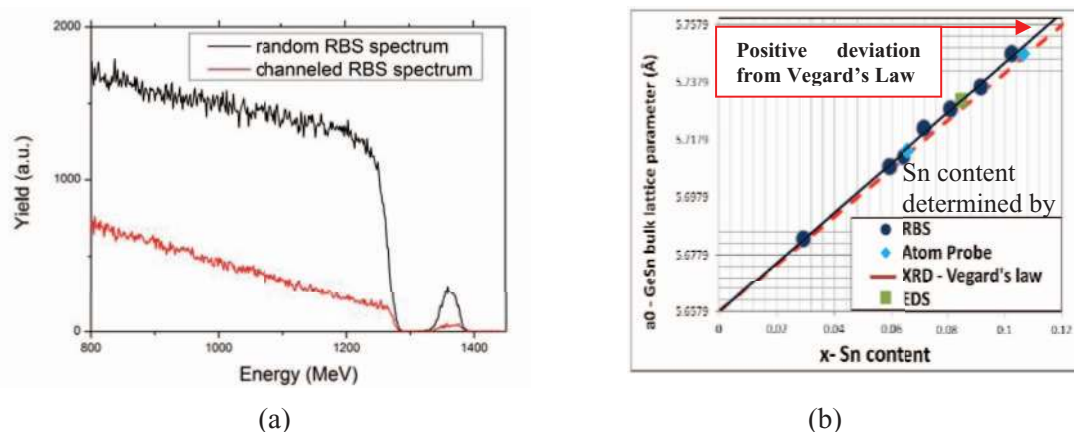 2000
1000
0
Yield (a.u.)
random RBS spectrum
channeled RBS spectrum
800
1000
1200
1400
Energy (MeV)
(a)
5.7579
5.7379
5.7179
5.6979
5.6779
5.6579
a0 - GeSn bulk lattice parameter (Å)
Positive deviation
from Vegard's Law
Sn content
determined by
RBS
Atom Probe
XRD - Vegard's law
EDS
0
0.02
0.04
0.06
0.08
0.1
0.12
x- Sn content
(b)